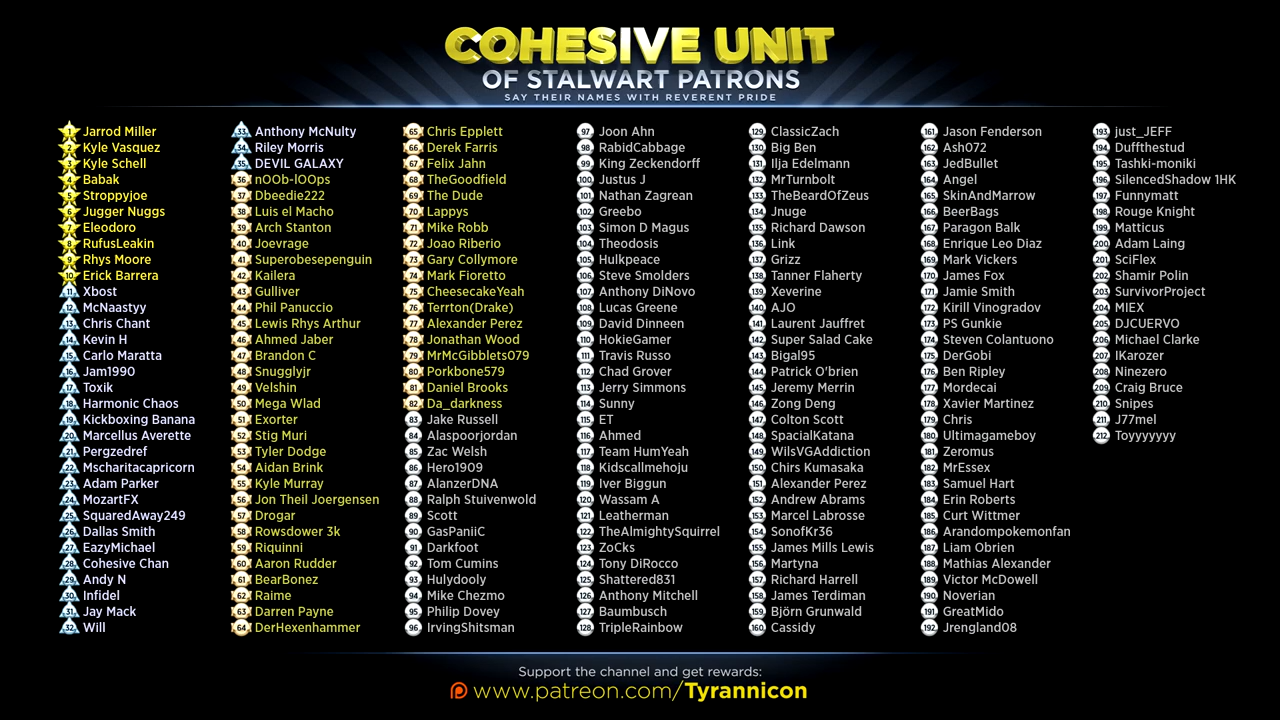 COHESIVE UNIT
OF STALWART PATRONS
SAY THEIR NAMES WITH REVERENT PRIDE
1 Jarrod Miller
2 Kyle Vasquez
3 Kyle Schell
4 Babak
5 Stroppyjoe
6 Jugger Nuggs
7 Eleodoro
8 RufusLeakin
9 Rhys Moore
10 Erick Barrera
11 Xbost
12 McNaastyy
13 Chris Chant
14 Kevin H
15 Carlo Maratta
16 Jam1990
17 Toxik
18 Harmonic Chaos
19 Kickboxing Banana
20 Marcellus Averette
21 Pergzedref
22 Mscharitacapricorn
23 Adam Parker
24 MozartFX
25 SquaredAway249
26 Dallas Smith
27 EazyMichael
28 Cohesive Chan
29 Andy N
30 Infidel
31 Jay Mack
32 Will
33 Anthony McNulty
34 Riley Morris
35 DEVIL GALAXY
36 nOOb-lOOps
37 Dbeedie222
38 Luis el Macho
39 Arch Stanton
40 Joevrage
41 Superobesepenguin
42 Kailera
43 Gulliver
44 Phil Panuccio
45 Lewis Rhys Arthur
46 Ahmed Jaber
47 Brandon C
48 Snugglyjr
49 Velshin
50 Mega Wlad
51 Exorter
52 Stig Muri
53 Tyler Dodge
54 Aidan Brink
55 Kyle Murray
56 Jon Theil Joergensen
57 Drogar
58 Rowsdower 3k
59 Riquinni
60 Aaron Rudder
61 BearBonez
62 Raime
63 Darren Payne
64 DerHexenhammer
65 Chris Epplett
66 Derek Farris
67 Felix Jahn
68 TheGoodfield
69 The Dude
70 Lappys
71 Mike Robb
72 Joao Riberio
73 Gary Collymore
74 Mark Fioretto
75 CheesecakeYeah
76 Terrton(Drake)
77 Alexander Perez
78 Jonathan Wood
79 MrMcGibblets079
80 Porkbone579
81 Daniel Brooks
82 Da_darkness
83 Jake Russell
84 Alaspoorjordan
85 Zac Welsh
86 Hero1909
87 AlanzerDNA
88 Ralph Stuivenwold
89 Scott
90 GasPaniiC
91 Darkfoot
92 Tom Cumins
93 Hulydooly
94 Mike Chezmo
95 Philip Dovey
96 IrvingShitsman
97 Joon Ahn
98 RabidCabbage
99 King Zeckendorff
100 Justus J
101 Nathan Zagrean
102 Greebo
103 Simon D Magus
104 Theodosis
105 Hulkpeace
106 Steve Smolders
107 Anthony DiNovo
108 Lucas Greene
109 David Dinneen
110 HokieGamer
111 Travis Russo
112 Chad Grover
113 Jerry Simmons
114 Sunny
115 ET
116 Ahmed
117 Team HumYeah
118 Kidscallmehoju
119 Iver Biggun
120 Wassam A
121 Leatherman
122 TheAlmightySquirrel
123 ZoCks
124 Tony DiRocco
125 Shattered831
126 Anthony Mitchell
127 Baumbusch
128 TripleRainbow
129 ClassicZach
130 Big Ben
131 Ilja Edelmann
132 MrTurnbolt
133 TheBeardOfZeus
134 Jnuge
135 Richard Dawson
136 Link
137 Grizz
138 Tanner Flaherty
139 Xeverine
140 AJO
141 Laurent Jauffret
142 Super Salad Cake
143 Bigal95
144 Patrick O'brien
145 Jeremy Merrin
146 Zong Deng
147 Colton Scott
148 SpacialKatana
149 WilsVGAddiction
150 Chirs Kumasaka
151 Alexander Perez
152 Andrew Abrams
153 Marcel Labrosse
154 SonofKr36
155 James Mills Lewis
156 Martyna
157 Richard Harrell
158 James Terdiman
159 Björn Grunwald
160 Cassidy
161 Jason Fenderson
162 Ash072
163 JedBullet
164 Angel
165 SkinAndMarrow
166 BeerBags
167 Paragon Balk
168 Enrique Leo Diaz
169 Mark Vickers
170 James Fox
171 Jamie Smith
172 Kirill Vinogradov
173 PS Gunkie
174 Steven Colantuono
175 DerGobi
176 Ben Ripley
177 Mordecai
178 Xavier Martinez
179 Chris
180 Ultimagameboy
181 Zeromus
182 MrEssex
183 Samuel Hart
184 Erin Roberts
185 Curt Wittmer
186 Arandompokemonfan
187 Liam Obrien
188 Mathias Alexander
189 Victor McDowell
190 Noverian
191 GreatMido
192 Jrengland08
193 just_JEFF
194 Duffthestud
195 Tashki-moniki
196 SilencedShadow 1HK
197 Funnymatt
198 Rouge Knight
199 Matticus
200 Adam Laing
201 SciFlex
202 Shamir Polin
203 SurvivorProject
204 MIEX
205 DJCUERVO
206 Michael Clarke
207 IKarozer
208 Ninezero
209 Craig Bruce
210 Snipes
211 J77mel
212 Toyyyyyyy
Support the channel and get rewards:
www.patreon.com/Tyrannicon